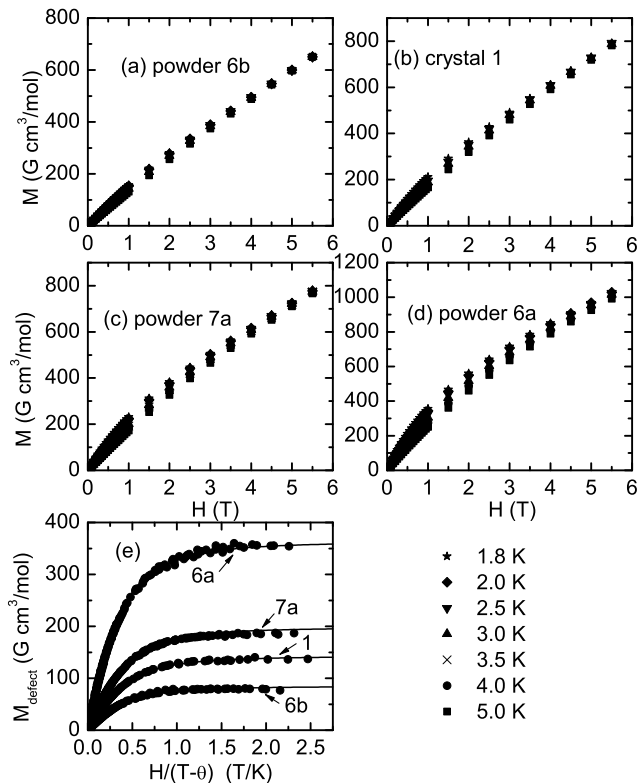 (a) powder 6b
(b) crystal 1
M (G cm³/mol)
800
600
400
200
0
800
600
400
200
0
0 1 2 3 4 5 6
0 1 2 3 4 5 6
(c) powder 7a
(d) powder 6a
M (G cm³/mol)
800
600
400
200
0
1200
1000
800
600
400
200
0
0 1 2 3 4 5 6
0 1 2 3 4 5 6
H (T)
H (T)
(e)
M_defect (G cm³/mol)
400
300
200
100
0
6a
7a
1
6b
0.0 0.5 1.0 1.5 2.0 2.5
H/(T-θ) (T/K)
1.8 K
2.0 K
2.5 K
3.0 K
3.5 K
4.0 K
5.0 K